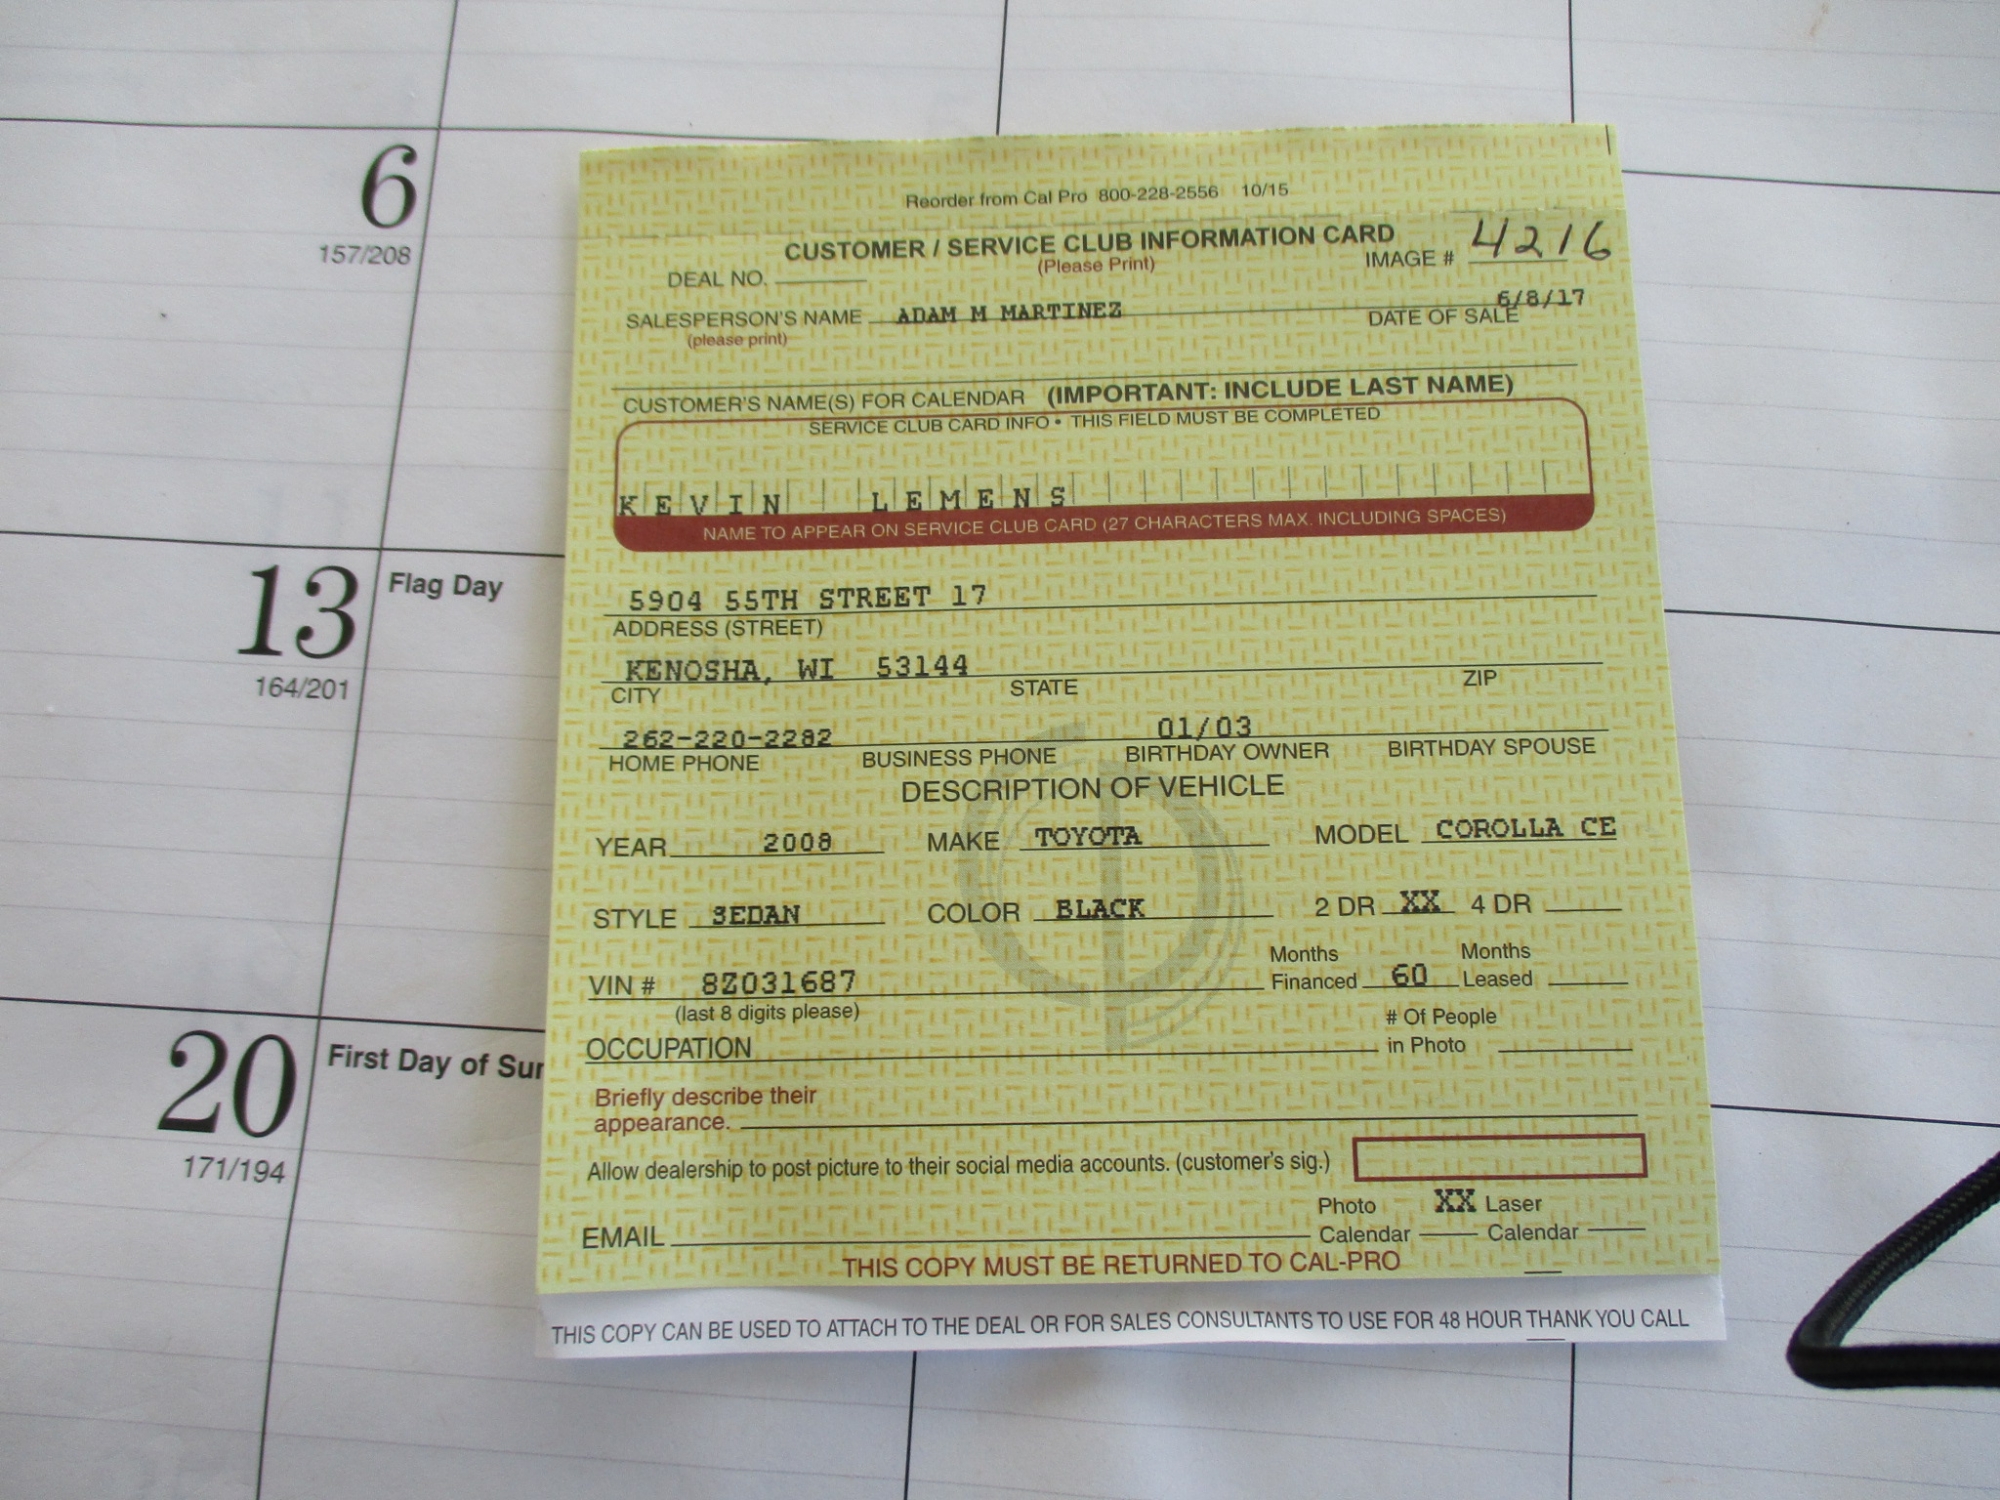 6
157/208
13
Flag Day
164/201
20
First Day of Sur
171/194
Reorder from Cal Pro 800-228-2556 10/15
CUSTOMER / SERVICE CLUB INFORMATION CARD
(Please Print)
IMAGE # 4216
DEAL NO.
SALESPERSON'S NAME ADAM M MARTINEZ
(please print)
DATE OF SALE 6/8/17
CUSTOMER'S NAME(S) FOR CALENDAR (IMPORTANT: INCLUDE LAST NAME)
SERVICE CLUB CARD INFO • THIS FIELD MUST BE COMPLETED
KEVIN LEMENS
NAME TO APPEAR ON SERVICE CLUB CARD (27 CHARACTERS MAX. INCLUDING SPACES)
5904 55TH STREET 17
ADDRESS (STREET)
KENOSHA, WI 53144
CITY STATE ZIP
262-220-2282 01/03
HOME PHONE BUSINESS PHONE BIRTHDAY OWNER BIRTHDAY SPOUSE
DESCRIPTION OF VEHICLE
YEAR 2008 MAKE TOYOTA MODEL COROLLA CE
STYLE SEDAN COLOR BLACK 2 DR XX 4 DR
Months Months
VIN # 8Z031687 Financed 60 Leased
(last 8 digits please)
# Of People
OCCUPATION in Photo
Briefly describe their
appearance.
Allow dealership to post picture to their social media accounts. (customer's sig.)
Photo XX Laser
EMAIL Calendar Calendar
THIS COPY MUST BE RETURNED TO CAL-PRO
THIS COPY CAN BE USED TO ATTACH TO THE DEAL OR FOR SALES CONSULTANTS TO USE FOR 48 HOUR THANK YOU CALL